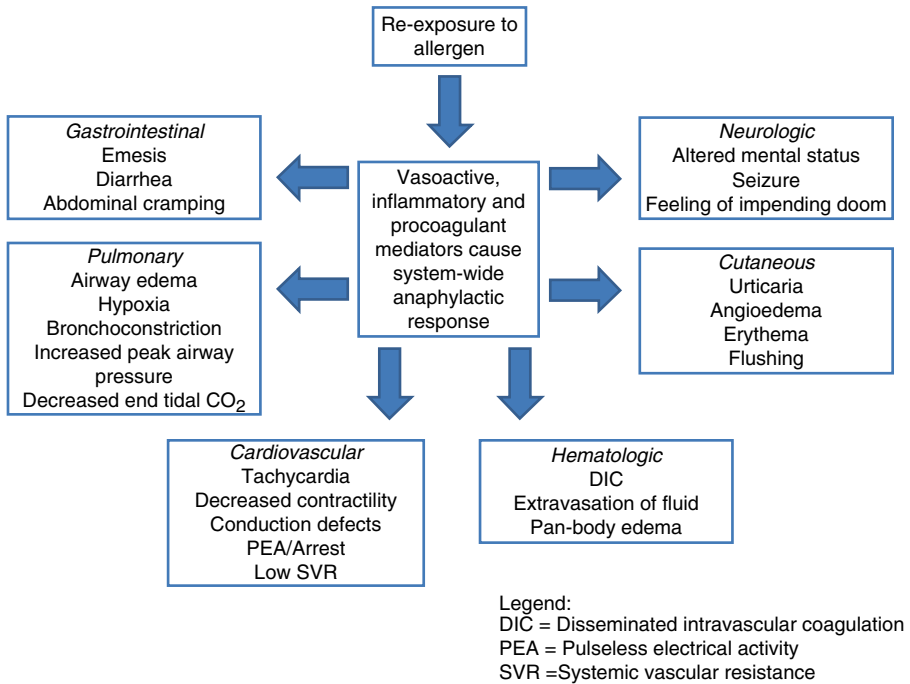 Re-exposure to
allergen
Gastrointestinal
Emesis
Diarrhea
Abdominal cramping
Vasoactive,
inflammatory and
procoagulant
mediators cause
system-wide
anaphylactic
response
Neurologic
Altered mental status
Seizure
Feeling of impending doom
Pulmonary
Airway edema
Hypoxia
Bronchoconstriction
Increased peak airway
pressure
Decreased end tidal CO₂
Cutaneous
Urticaria
Angioedema
Erythema
Flushing
Cardiovascular
Tachycardia
Decreased contractility
Conduction defects
PEA/Arrest
Low SVR
Hematologic
DIC
Extravasation of fluid
Pan-body edema
Legend:
DIC = Disseminated intravascular coagulation
PEA = Pulseless electrical activity
SVR =Systemic vascular resistance